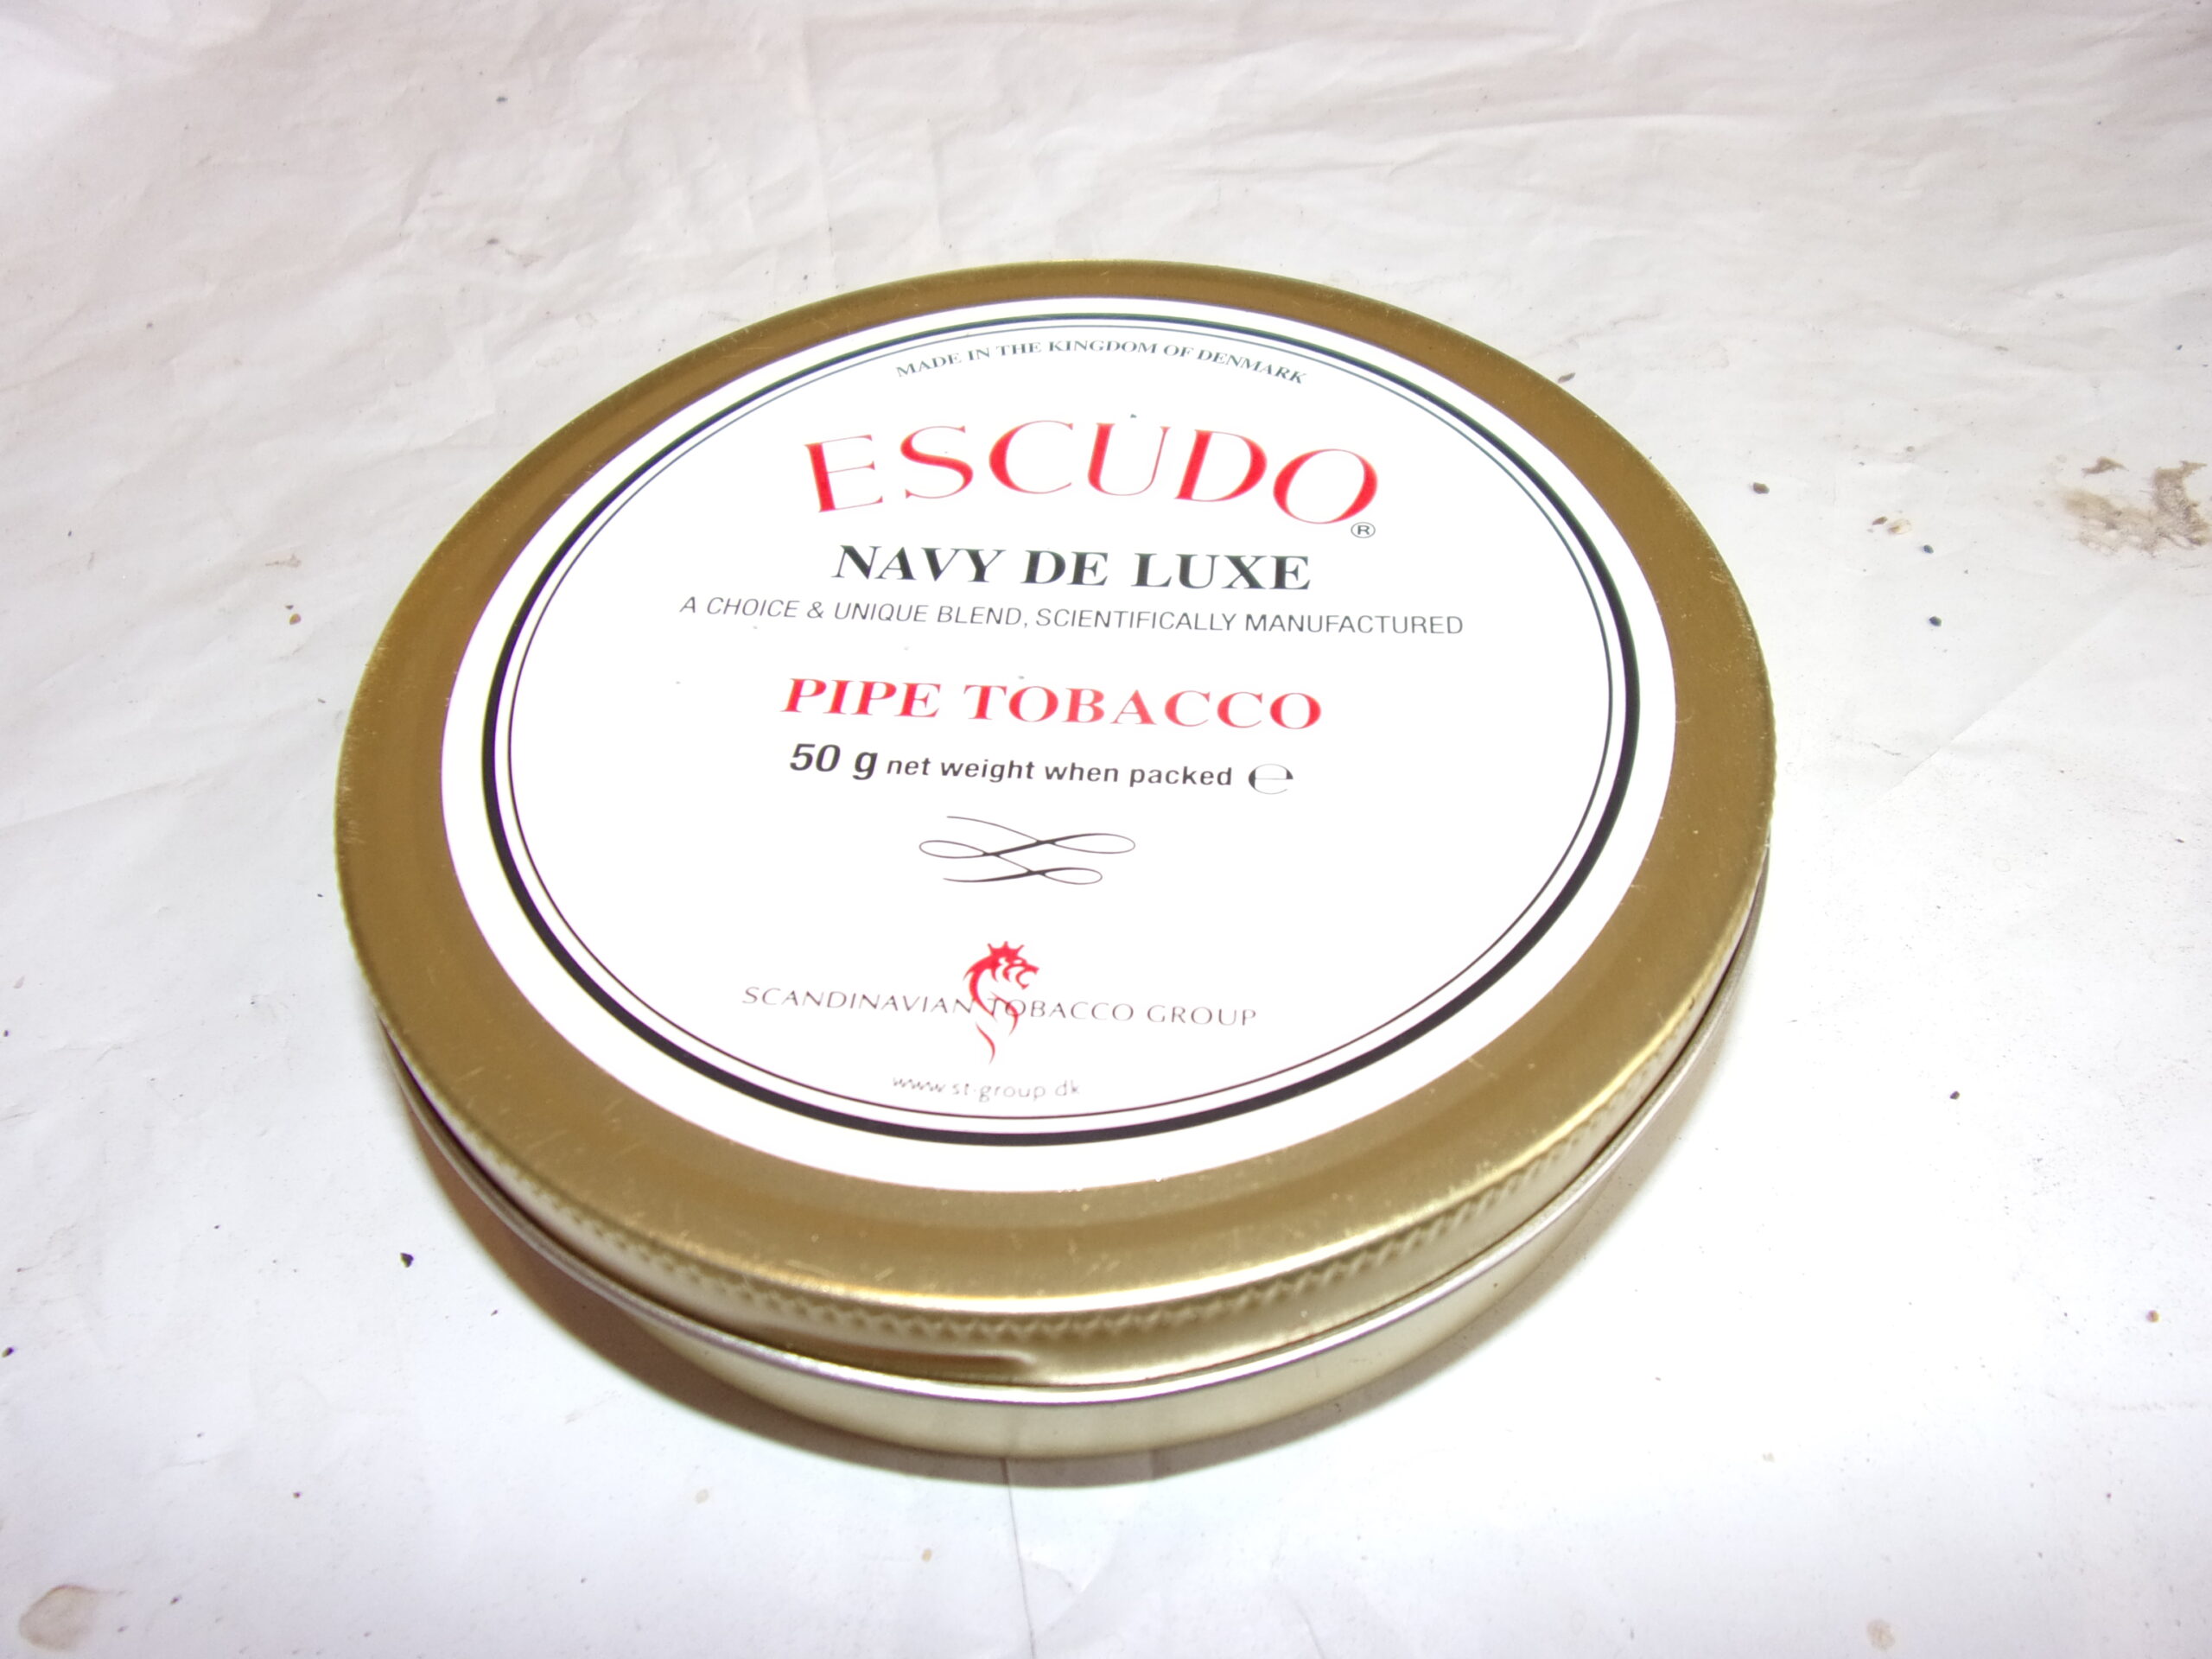 MADE IN THE KINGDOM OF DENMARK
ESCUDO®
NAVY DE LUXE
A CHOICE & UNIQUE BLEND, SCIENTIFICALLY MANUFACTURED
PIPE TOBACCO
50 g net weight when packed ℮
SCANDINAVIAN TOBACCO GROUP
www.st-group.dk